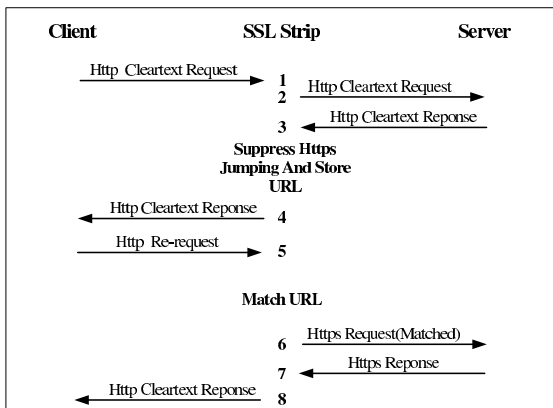 Client SSL Strip Server
Http Cleartext Request
1
2 Http Cleartext Request
3 Http Cleartext Reponse
Suppress Https
Jumping And Store
URL
Http Cleartext Reponse 4
Http Re-request 5
Match URL
6 Https Request(Matched)
7 Https Reponse
Http Cleartext Reponse 8